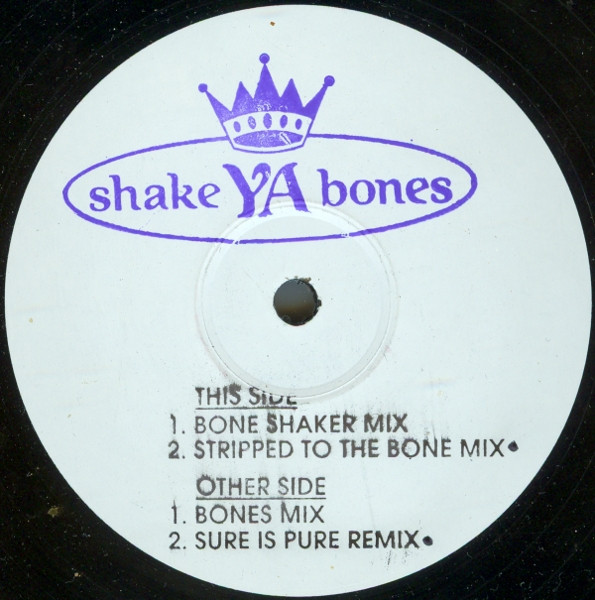 shake YA bones
THIS SIDE
1. BONE SHAKER MIX
2. STRIPPED TO THE BONE MIX
OTHER SIDE
1. BONES MIX
2. SURE IS PURE REMIX